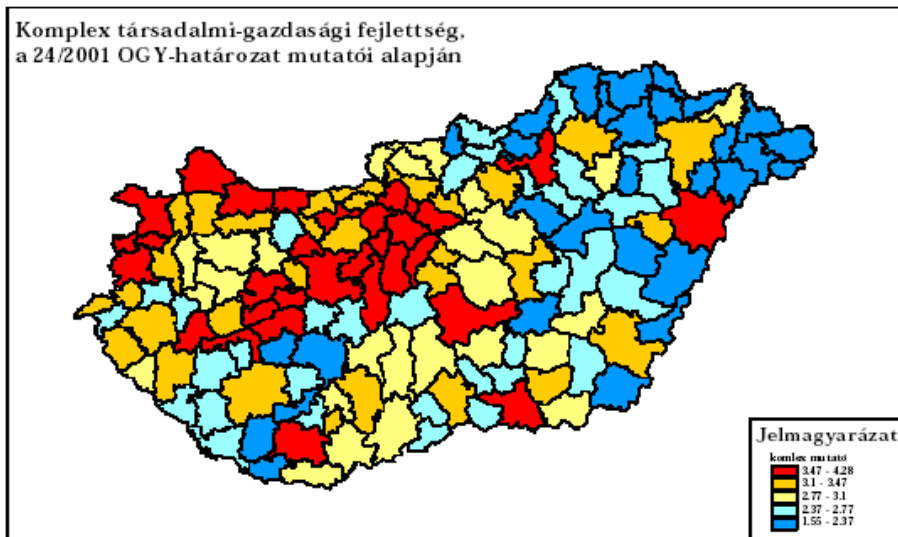 Komplex társadalmi-gazdasági fejlettség,
a 24/2001 OGY-határozat mutatói alapján
Jelmagyarázat
komlex mutató
3.47 - 4.28
3.1 - 3.47
2.77 - 3.1
2.37 - 2.77
1.55 - 2.37